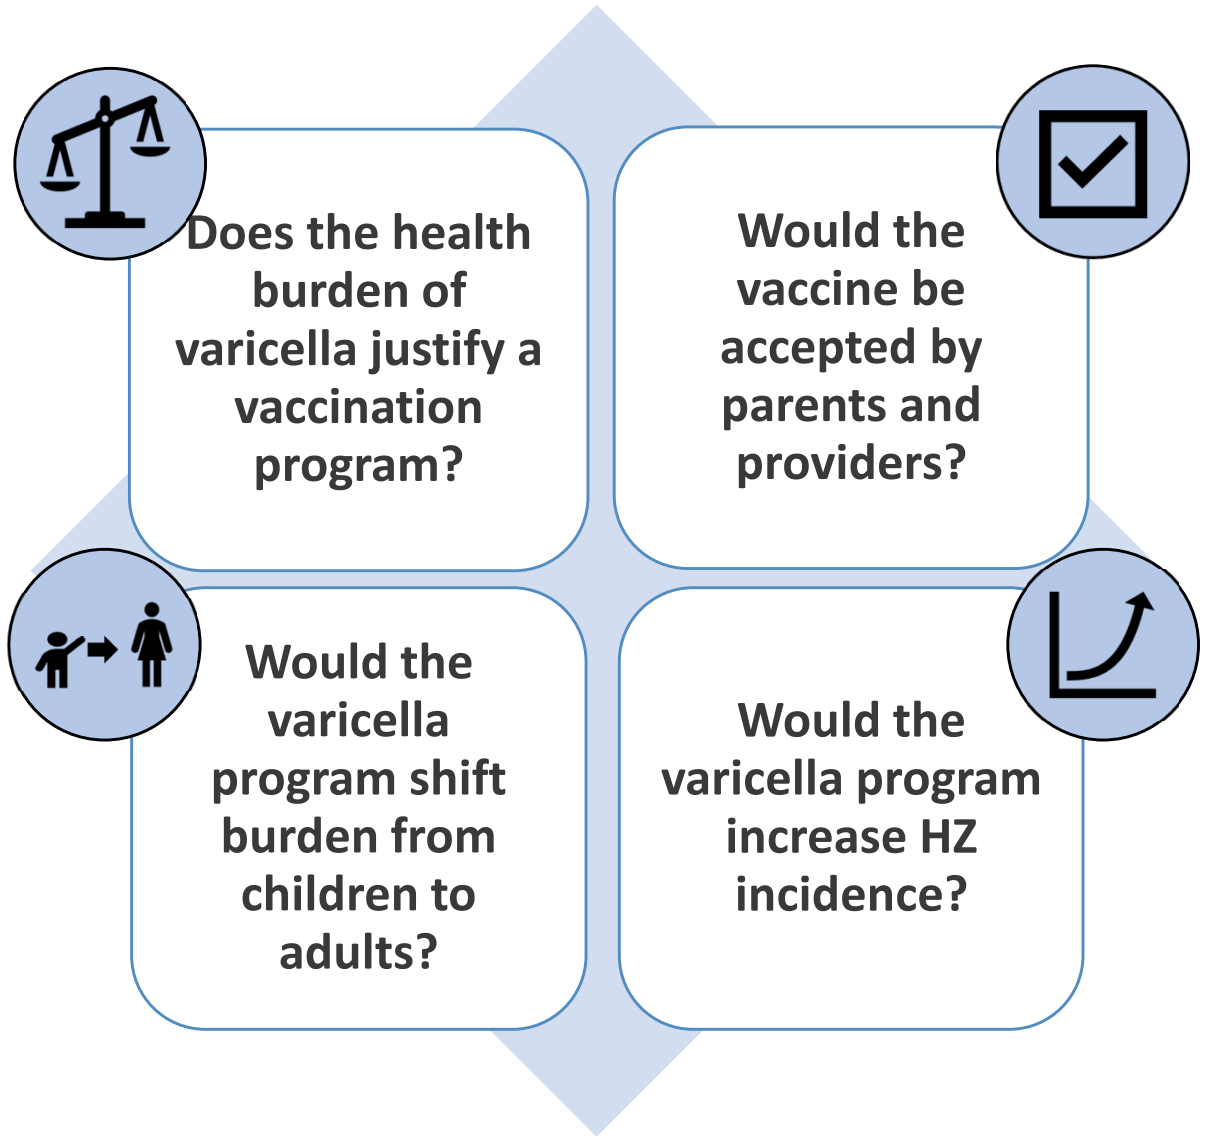 Does the health
burden of
varicella justify a
vaccination
program?
Would the
vaccine be
accepted by
parents and
providers?
Would the
varicella
program shift
burden from
children to
adults?
Would the
varicella program
increase HZ
incidence?